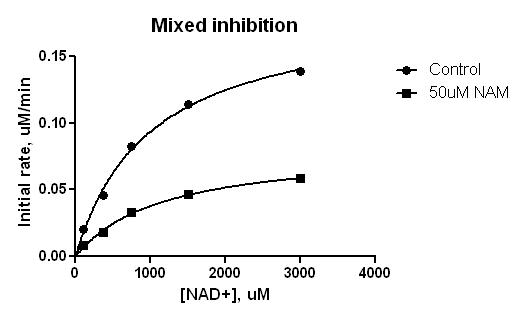 Mixed inhibition
0.15
0.10
0.05
0.00
Initial rate, uM/min
0
1000
2000
3000
4000
[NAD+], uM
Control
50uM NAM